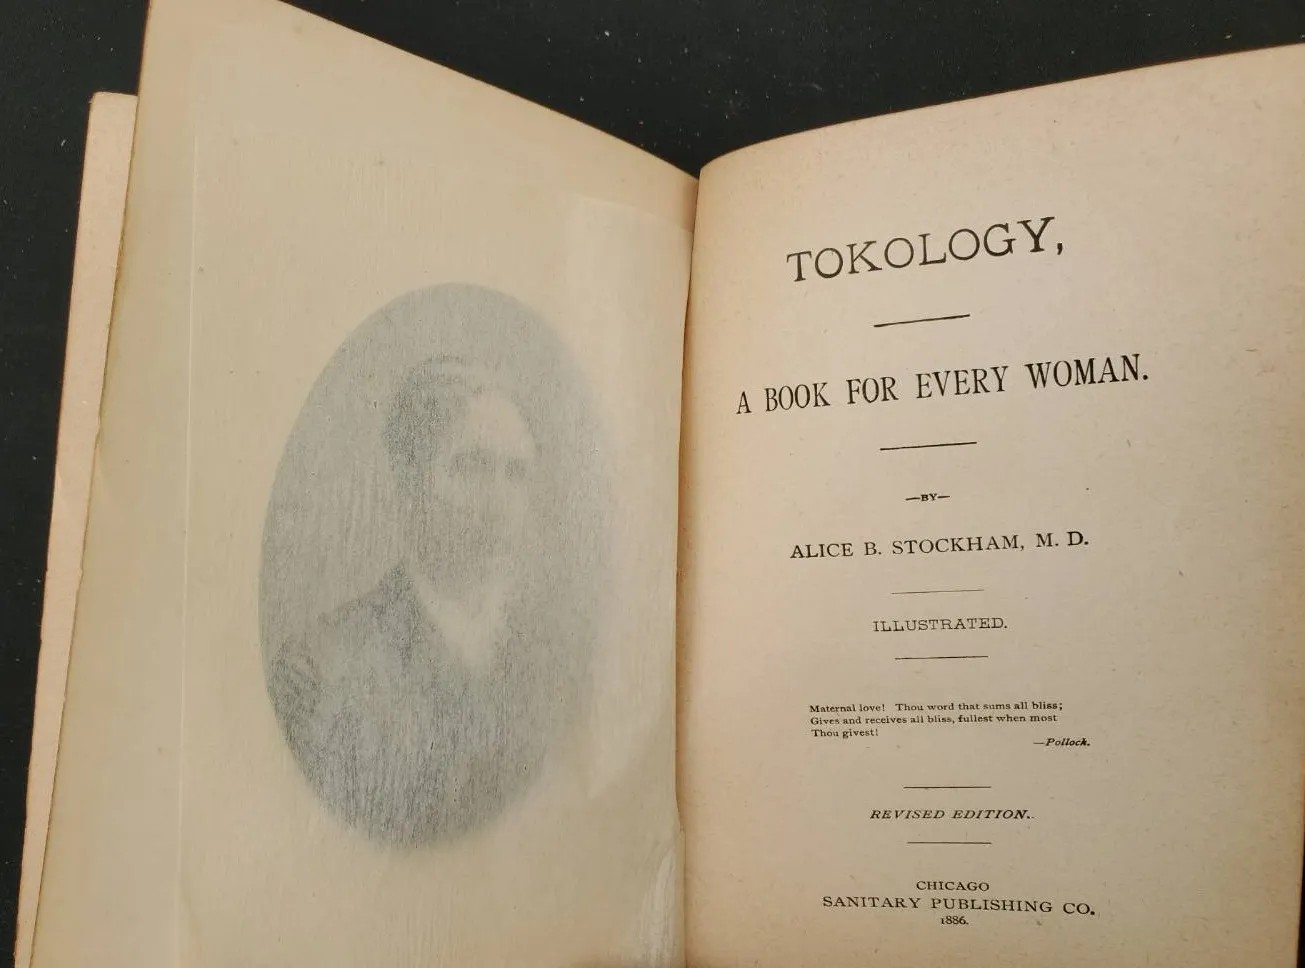 TOKOLOGY,
A BOOK FOR EVERY WOMAN.
—BY—
ALICE B. STOCKHAM, M. D.
ILLUSTRATED.
Maternal love! Thou word that sums all bliss;
Gives and receives all bliss, fullest when most
Thou givest!
—Pollock.
REVISED EDITION.
CHICAGO
SANITARY PUBLISHING CO.
1886.